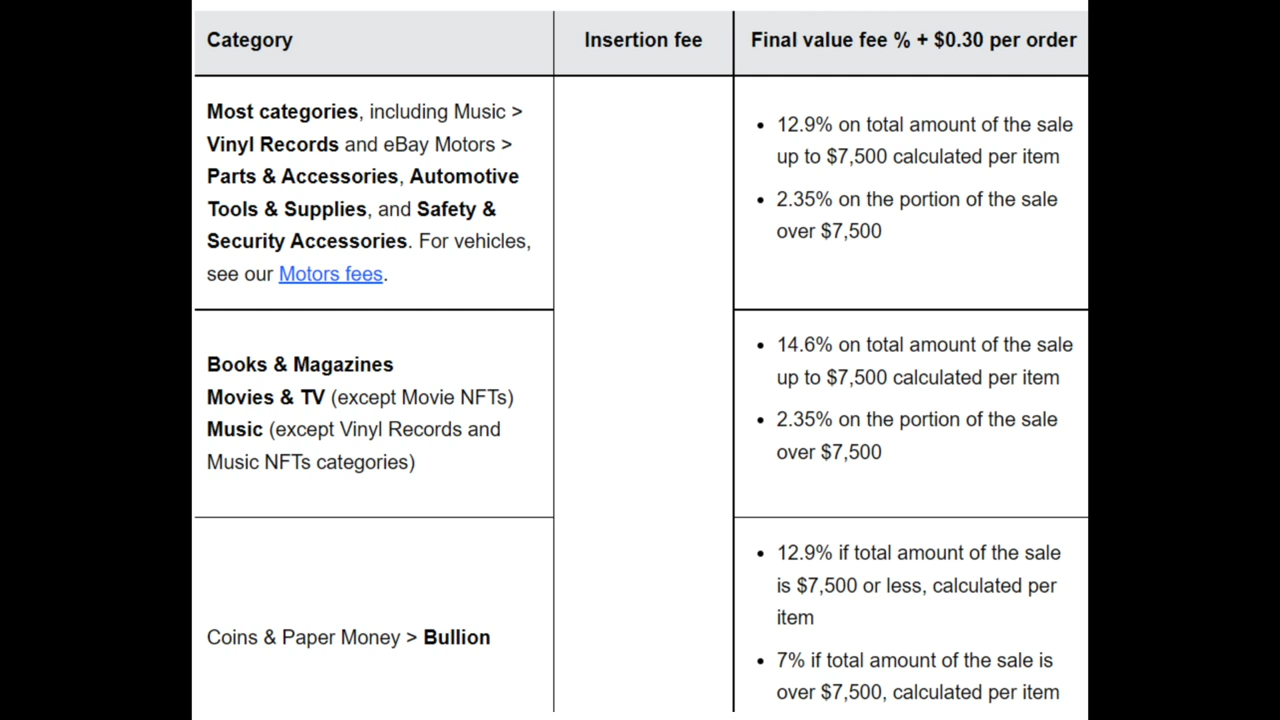 Category
Insertion fee
Final value fee % + $0.30 per order
Most categories, including Music >
Vinyl Records and eBay Motors >
Parts & Accessories, Automotive
Tools & Supplies, and Safety &
Security Accessories. For vehicles,
see our Motors fees.
• 12.9% on total amount of the sale
up to $7,500 calculated per item
• 2.35% on the portion of the sale
over $7,500
Books & Magazines
Movies & TV (except Movie NFTs)
Music (except Vinyl Records and
Music NFTs categories)
• 14.6% on total amount of the sale
up to $7,500 calculated per item
• 2.35% on the portion of the sale
over $7,500
Coins & Paper Money > Bullion
• 12.9% if total amount of the sale
is $7,500 or less, calculated per
item
• 7% if total amount of the sale is
over $7,500, calculated per item